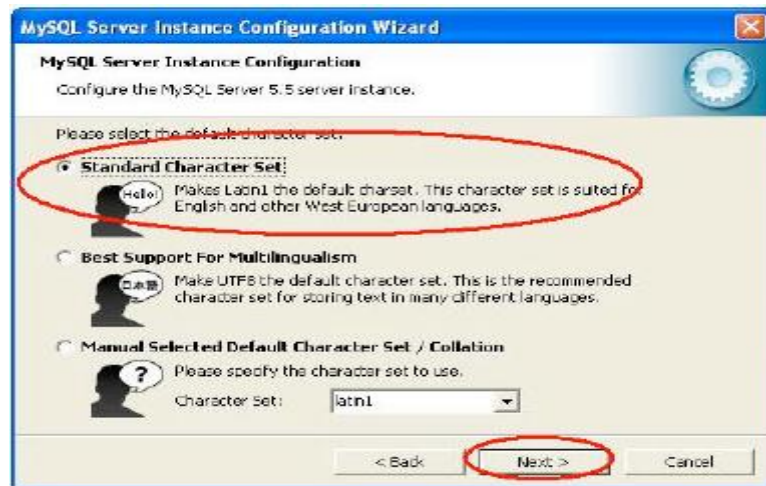 MySQL Server Instance Configuration Wizard
MySQL Server Instance Configuration
Configure the MySQL Server 5.5 server instance.
Please select the default character set.
Standard Character Set
Hello!
Makes Latin1 the default charset. This character set is suited for
English and other West European languages.
Best Support For Multilingualism
日本語
Make UTF8 the default character set. This is the recommended
character set for storing text in many different languages.
Manual Selected Default Character Set / Collation
?
Please specify the character set to use.
Character Set: latin1
< Back Next > Cancel